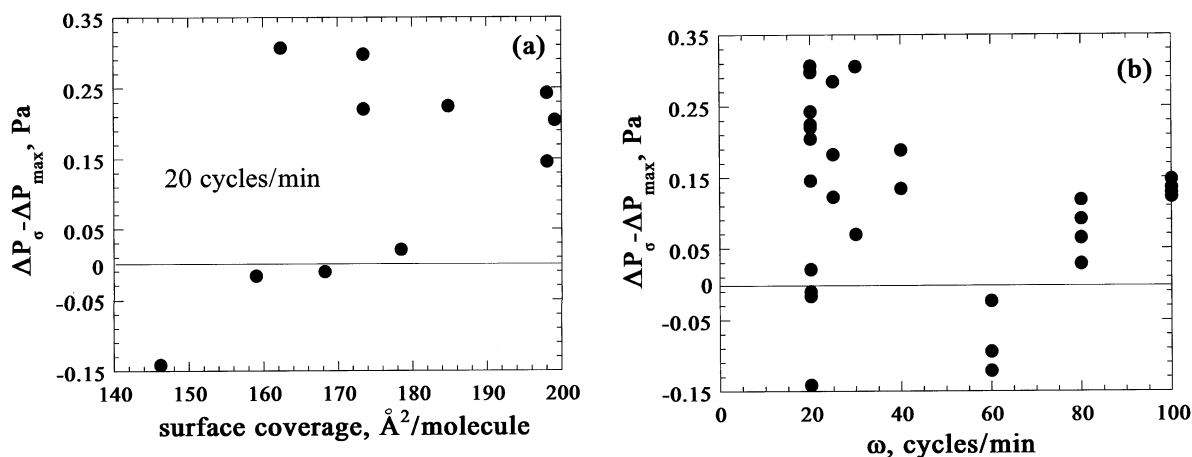 (a)
ΔPσ-ΔPmax, Pa
0.35
0.25
0.15
0.05
0
-0.05
-0.15
20 cycles/min
140 150 160 170 180 190 200
surface coverage, Å²/molecule
(b)
ΔPσ-ΔPmax, Pa
0.35
0.25
0.15
0.05
0
-0.05
-0.15
0 20 40 60 80 100
ω, cycles/min